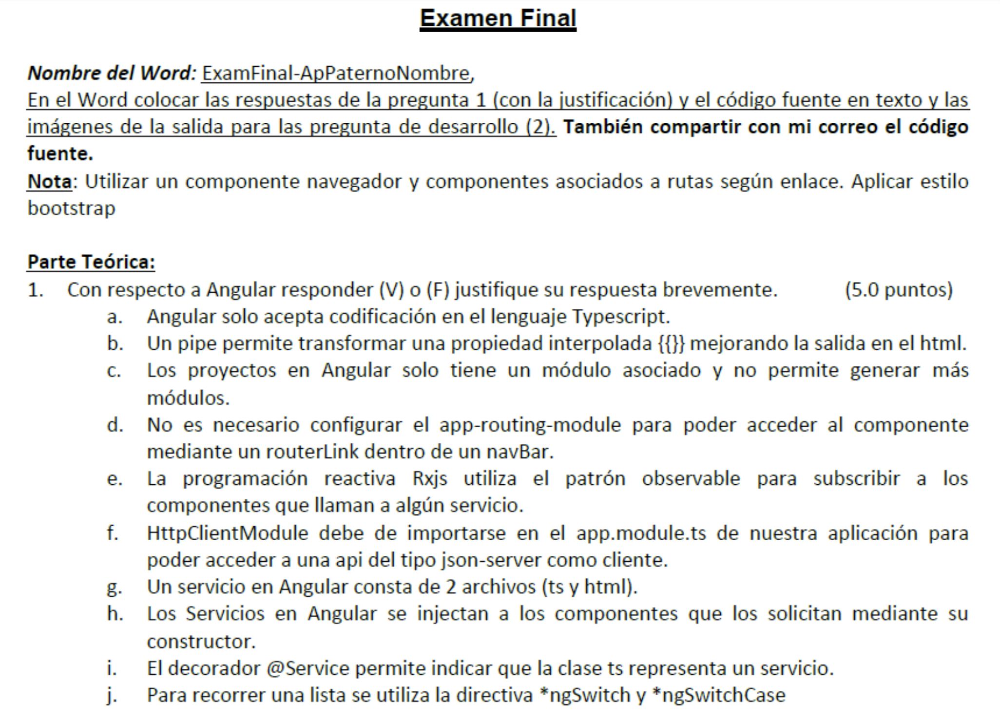 Examen Final
Nombre del Word: ExamFinal-ApPaternoNombre,
En el Word colocar las respuestas de la pregunta 1 (con la justificación) y el código fuente en texto y las
imágenes de la salida para las pregunta de desarrollo (2). También compartir con mi correo el código
fuente.
Nota: Utilizar un componente navegador y componentes asociados a rutas según enlace. Aplicar estilo
bootstrap
Parte Teórica:
1. Con respecto a Angular responder (V) o (F) justifique su respuesta brevemente. (5.0 puntos)
a. Angular solo acepta codificación en el lenguaje Typescript.
b. Un pipe permite transformar una propiedad interpolada {{}} mejorando la salida en el html.
c. Los proyectos en Angular solo tiene un módulo asociado y no permite generar más
módulos.
d. No es necesario configurar el app-routing-module para poder acceder al componente
mediante un routerLink dentro de un navBar.
e. La programación reactiva Rxjs utiliza el patrón observable para subscribir a los
componentes que llaman a algún servicio.
f. HttpClientModule debe de importarse en el app.module.ts de nuestra aplicación para
poder acceder a una api del tipo json-server como cliente.
g. Un servicio en Angular consta de 2 archivos (ts y html).
h. Los Servicios en Angular se injectan a los componentes que los solicitan mediante su
constructor.
i. El decorador @Service permite indicar que la clase ts representa un servicio.
j. Para recorrer una lista se utiliza la directiva *ngSwitch y *ngSwitchCase